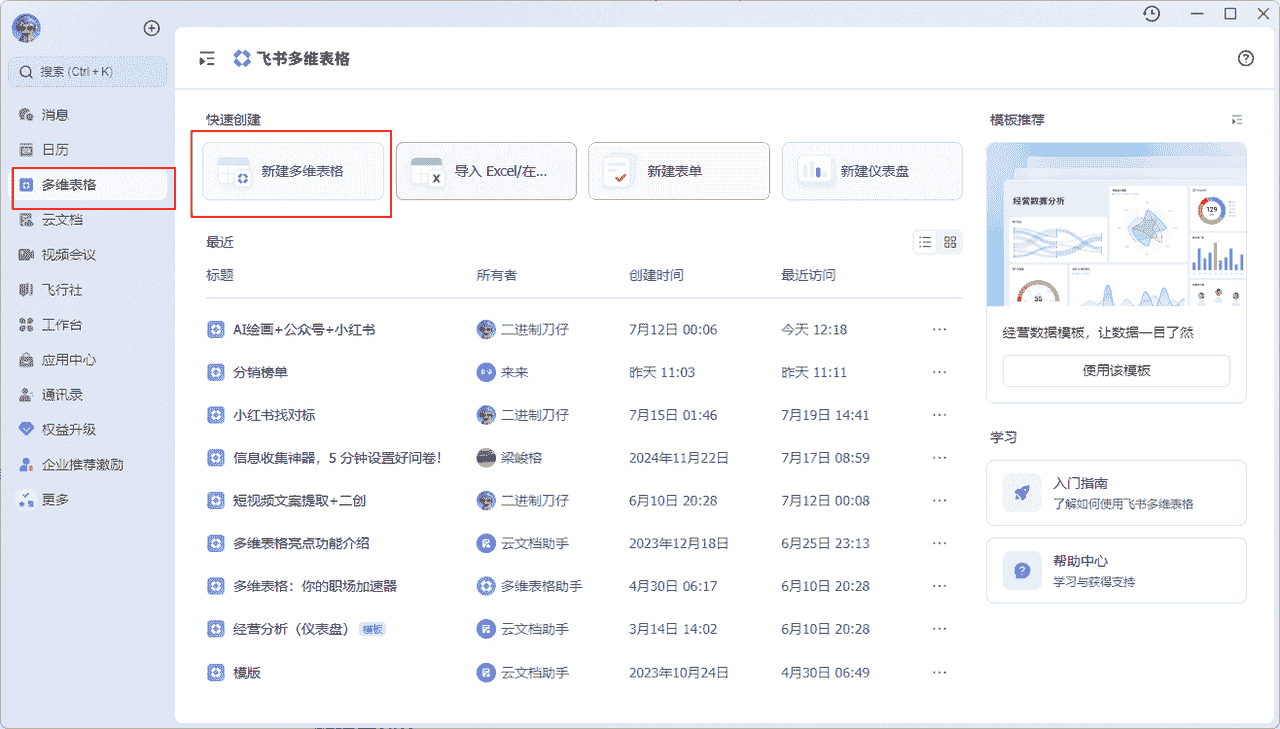 搜索 (Ctrl + K)
消息
日历
多维表格
云文档
视频会议
飞行社
工作台
应用中心
通讯录
权益升级
企业推荐激励
更多
飞书多维表格
快速创建
新建多维表格
导入 Excel/在...
新建表单
新建仪表盘
最近
标题 所有者 创建时间 最近访问
AI绘画+公众号+小红书 二进制刀仔 7月12日 00:06 今天 12:18 ...
分销榜单 来来 昨天 11:03 昨天 11:11 ...
小红书找对标 二进制刀仔 7月15日 01:46 7月19日 14:41 ...
信息收集神器，5 分钟设置好问卷！ 梁峻榕 2024年11月22日 7月17日 08:59 ...
短视频文案提取+二创 二进制刀仔 6月10日 20:28 7月12日 00:08 ...
多维表格亮点功能介绍 云文档助手 2023年12月18日 6月25日 23:13 ...
多维表格：你的职场加速器 多维表格助手 4月30日 06:17 6月10日 20:28 ...
经营分析（仪表盘） 模板 云文档助手 3月14日 14:02 6月10日 20:28 ...
模版 云文档助手 2023年10月24日 4月30日 06:49 ...
模板推荐
经营数据分析
129
55
经营数据模板，让数据一目了然
使用该模板
学习
入门指南
了解如何使用飞书多维表格
帮助中心
学习与获得支持